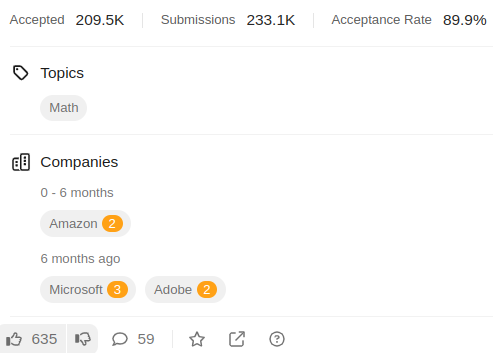 Accepted 209.5K Submissions 233.1K Acceptance Rate 89.9%
Topics
Math
Companies
0 - 6 months
Amazon 2
6 months ago
Microsoft 3 Adobe 2
635 59